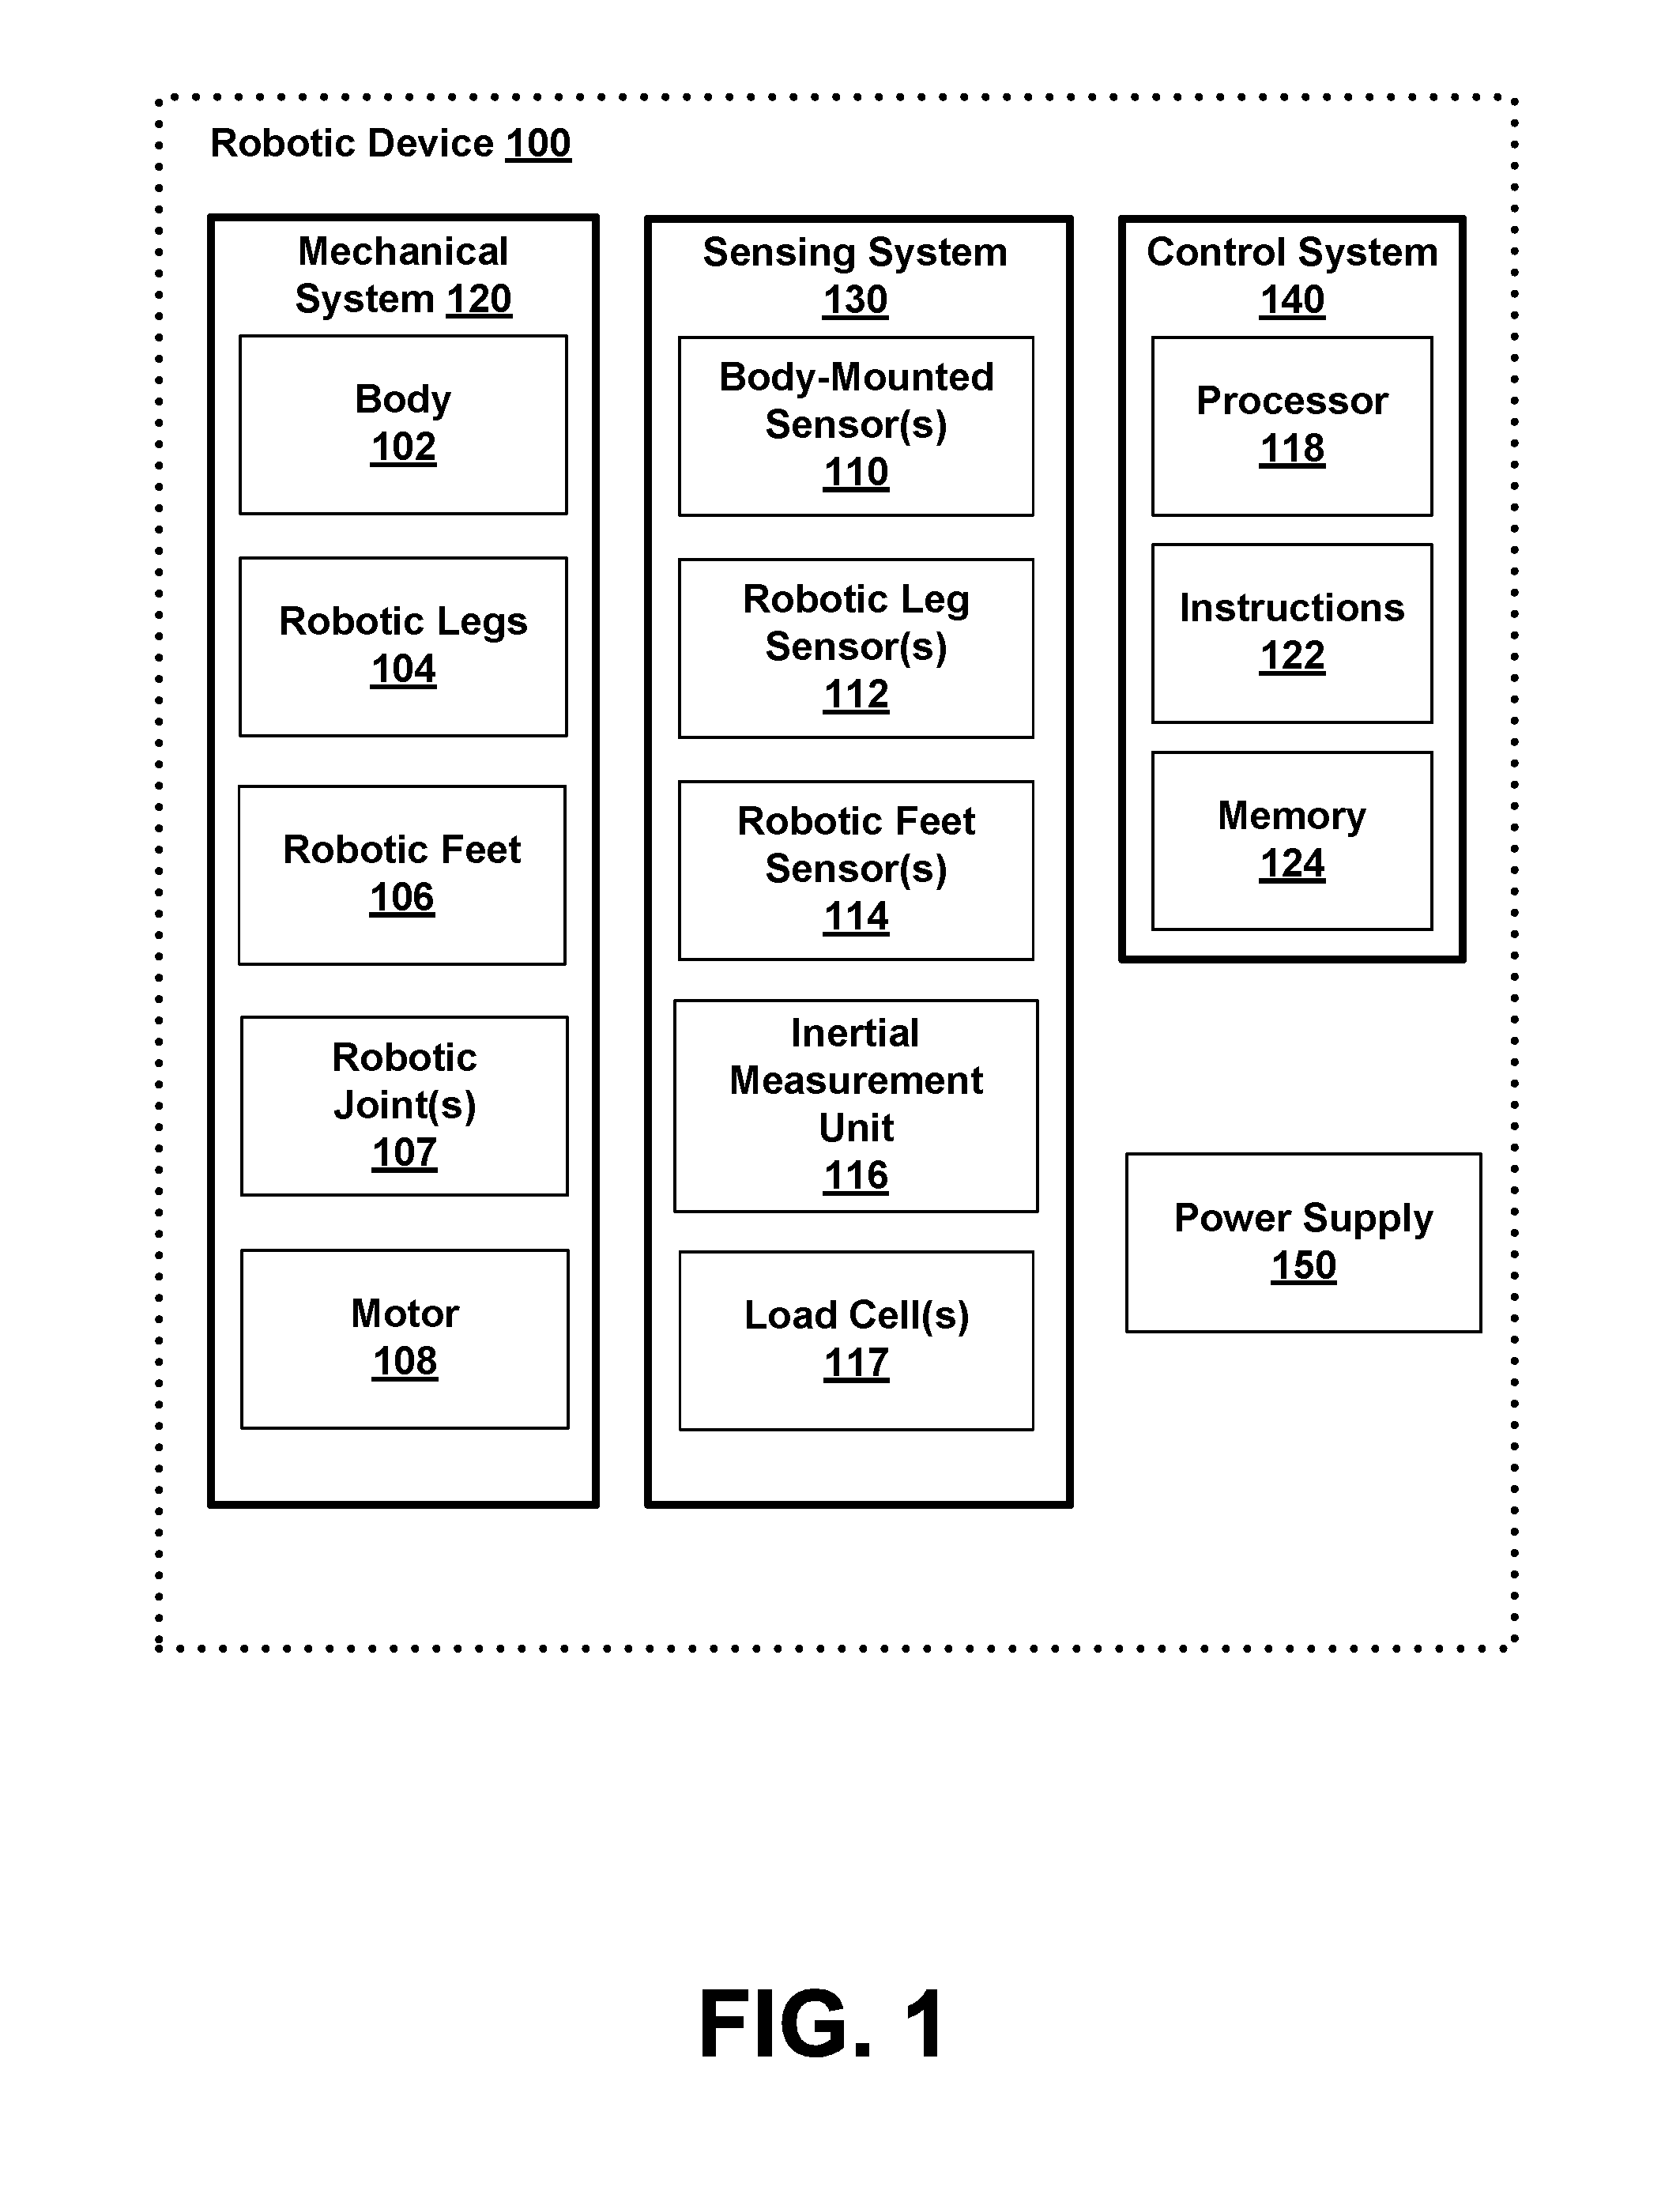 Robotic Device 100
Mechanical
System 120
Body
102
Robotic Legs
104
Robotic Feet
106
Robotic
Joint(s)
107
Motor
108
Sensing System
130
Body-Mounted
Sensor(s)
110
Robotic Leg
Sensor(s)
112
Robotic Feet
Sensor(s)
114
Inertial
Measurement
Unit
116
Load Cell(s)
117
Control System
140
Processor
118
Instructions
122
Memory
124
Power Supply
150
FIG. 1